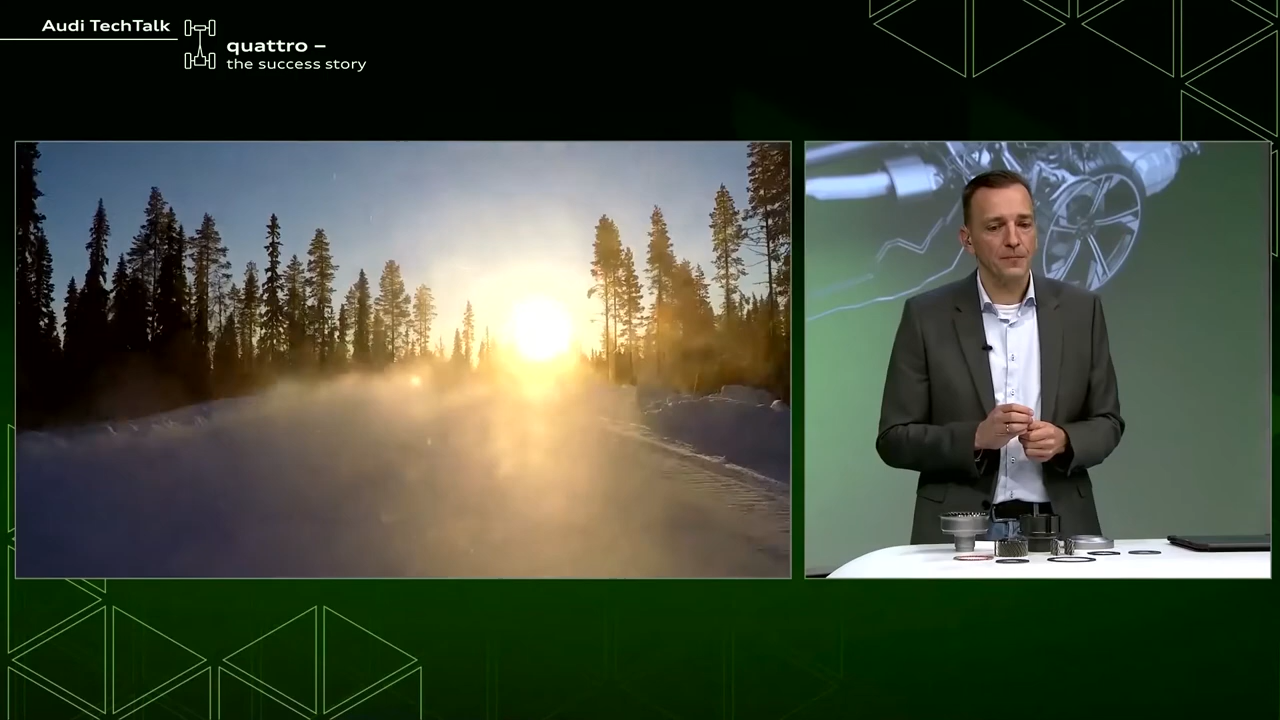 Audi TechTalk
quattro –
the success story